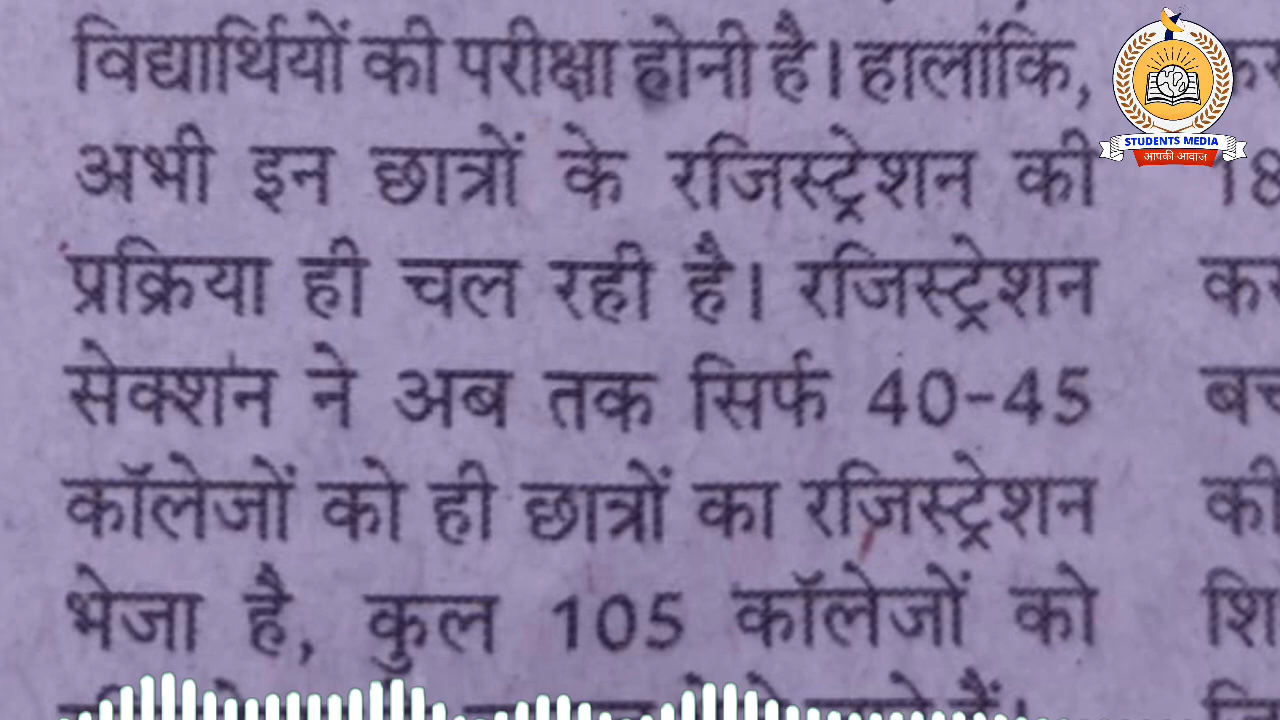 विद्यार्थियों की परीक्षा होनी है। हालांकि,
अभी इन छात्रों के रजिस्ट्रेशन की
प्रक्रिया ही चल रही है। रजिस्ट्रेशन
सेक्शन ने अब तक सिर्फ 40-45
कॉलेजों को ही छात्रों का रजिस्ट्रेशन
भेजा है, कुल 105 कॉलेजों को
STUDENTS MEDIA
आपकी आवाज
18
की
शि